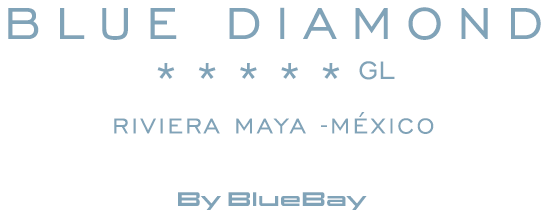 BLUE DIAMOND
* * * * * GL
RIVIERA MAYA -MÉXICO
By BlueBay